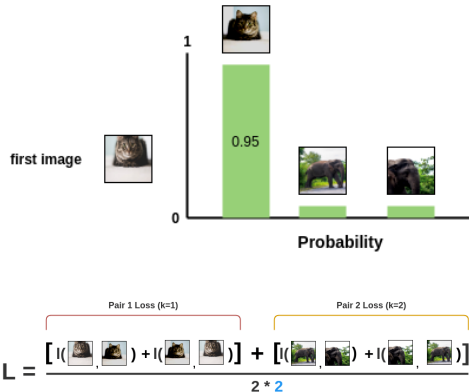 1
0.95
first image
0
Probability
Pair 1 Loss (k=1)
Pair 2 Loss (k=2)
[ l( , ) + l( , ) ] + [ l( , ) + l( , ) ]
L =
2 * 2